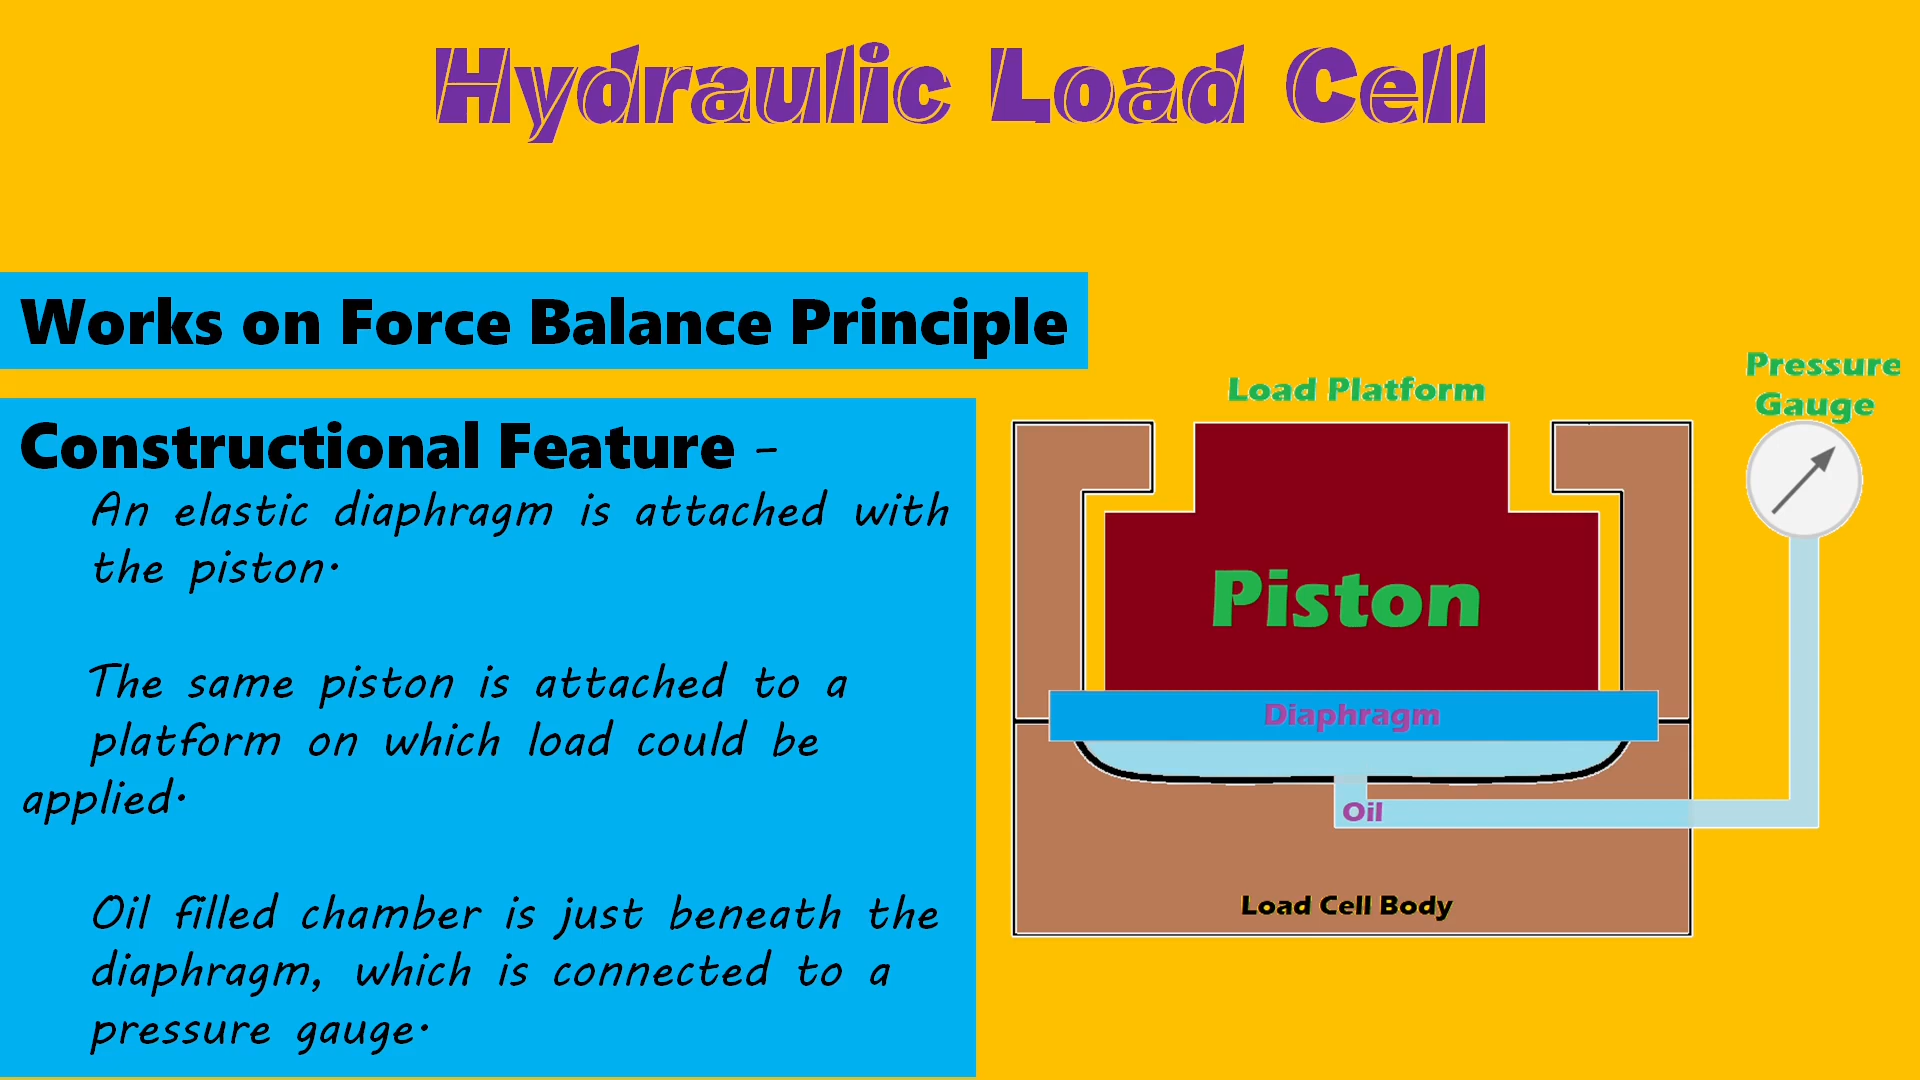 Hydraulic Load Cell
Works on Force Balance Principle
Constructional Feature -
An elastic diaphragm is attached with
the piston.
The same piston is attached to a
platform on which load could be
applied.
Oil filled chamber is just beneath the
diaphragm, which is connected to a
pressure gauge.
Load Platform
Pressure
Gauge
Piston
Diaphragm
Oil
Load Cell Body